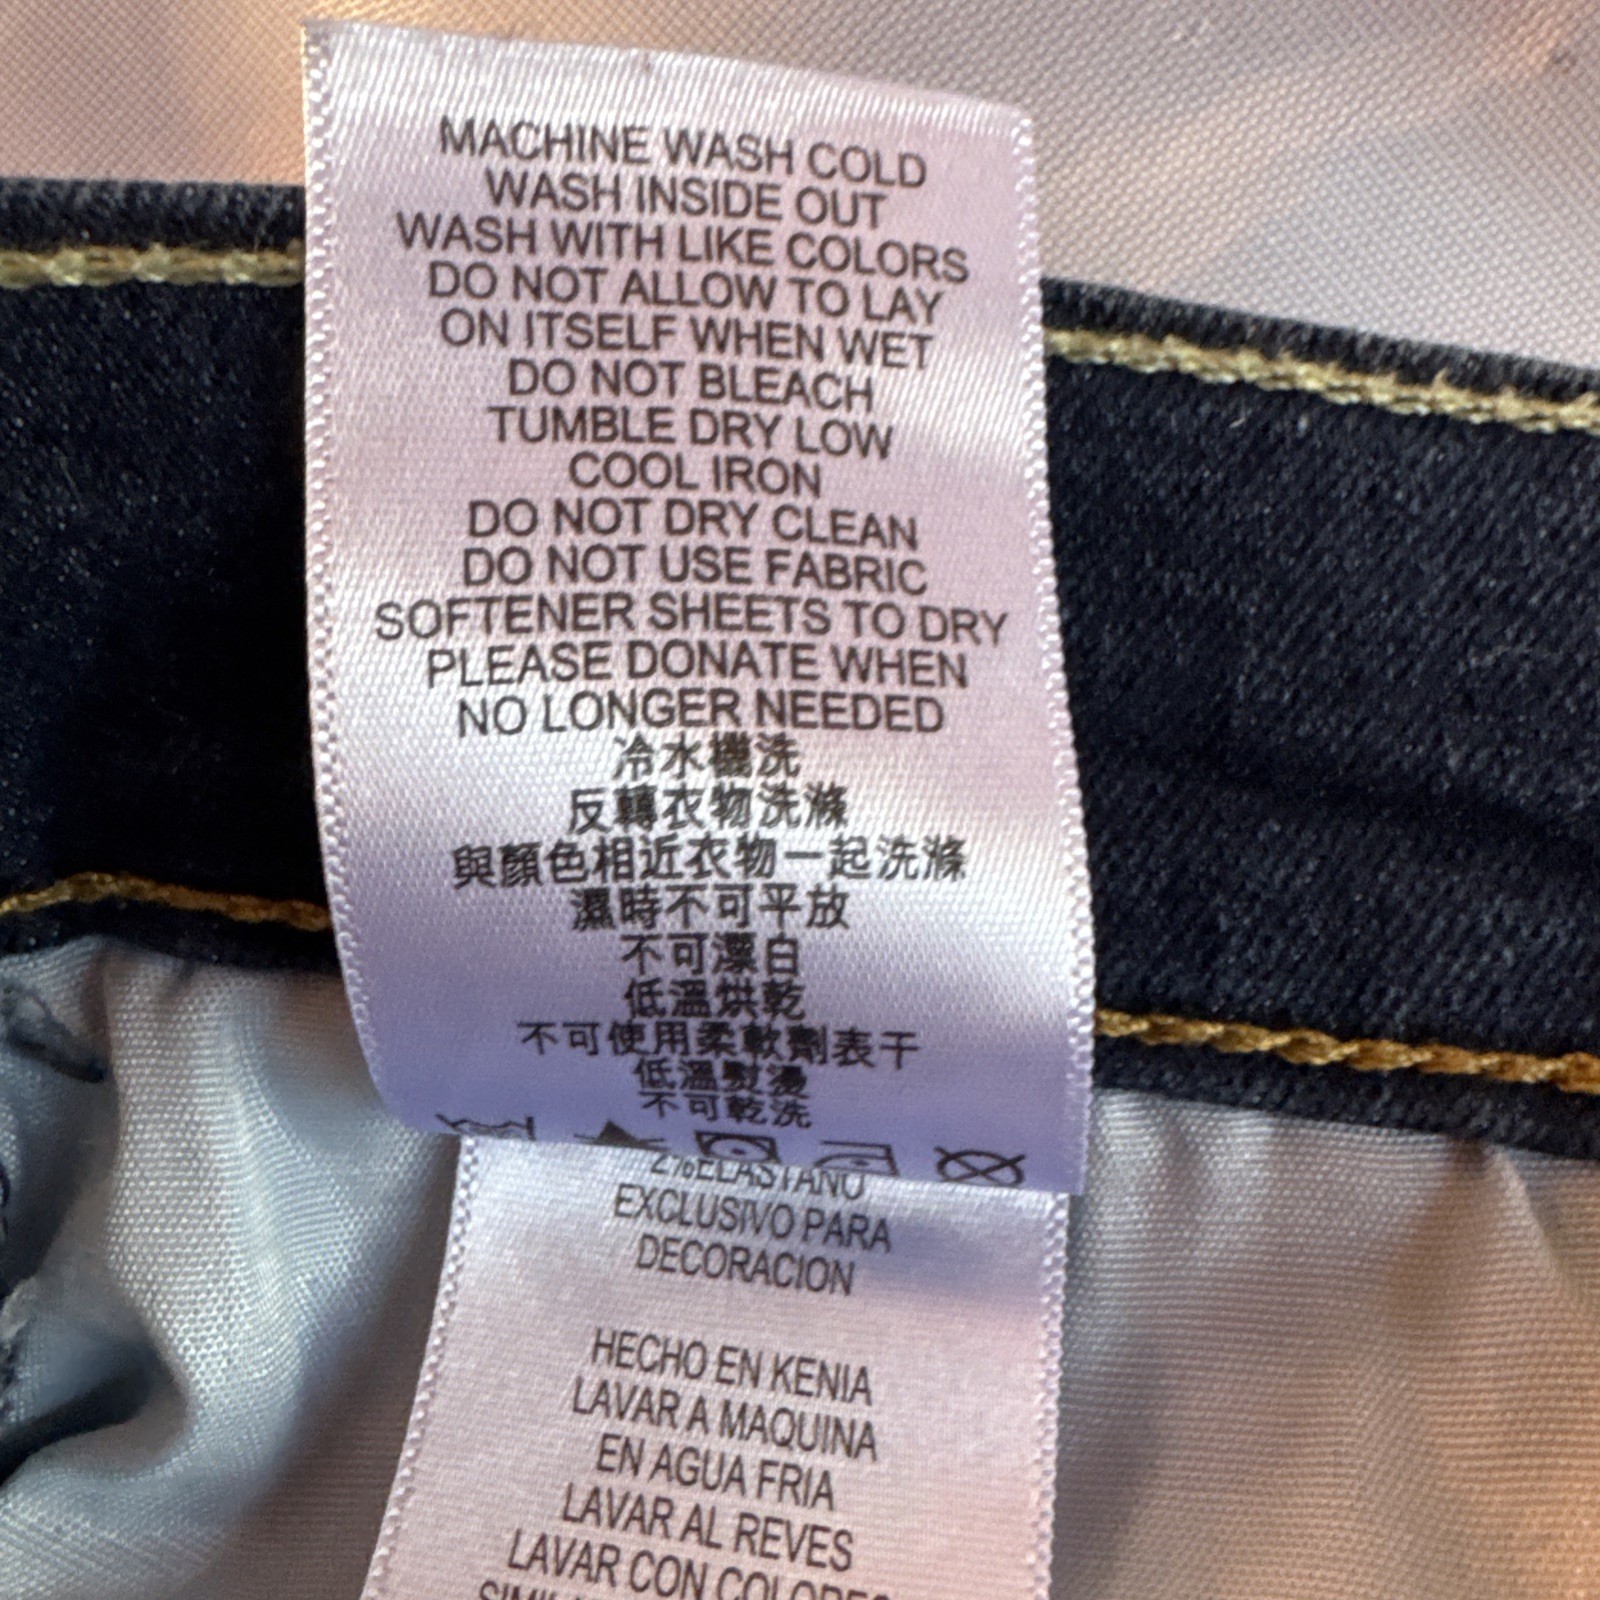 MACHINE WASH COLD
WASH INSIDE OUT
WASH WITH LIKE COLORS
DO NOT ALLOW TO LAY
ON ITSELF WHEN WET
DO NOT BLEACH
TUMBLE DRY LOW
COOL IRON
DO NOT DRY CLEAN
DO NOT USE FABRIC
SOFTENER SHEETS TO DRY
PLEASE DONATE WHEN
NO LONGER NEEDED
冷水機洗
反轉衣物洗滌
與顏色相近衣物一起洗滌
濕時不可平放
不可漂白
低溫烘乾
不可使用柔軟劑表干
低溫熨燙
不可乾洗
2%ELASTANO
EXCLUSIVO PARA
DECORACION
HECHO EN KENIA
LAVAR A MAQUINA
EN AGUA FRIA
LAVAR AL REVES
LAVAR CON COLORES